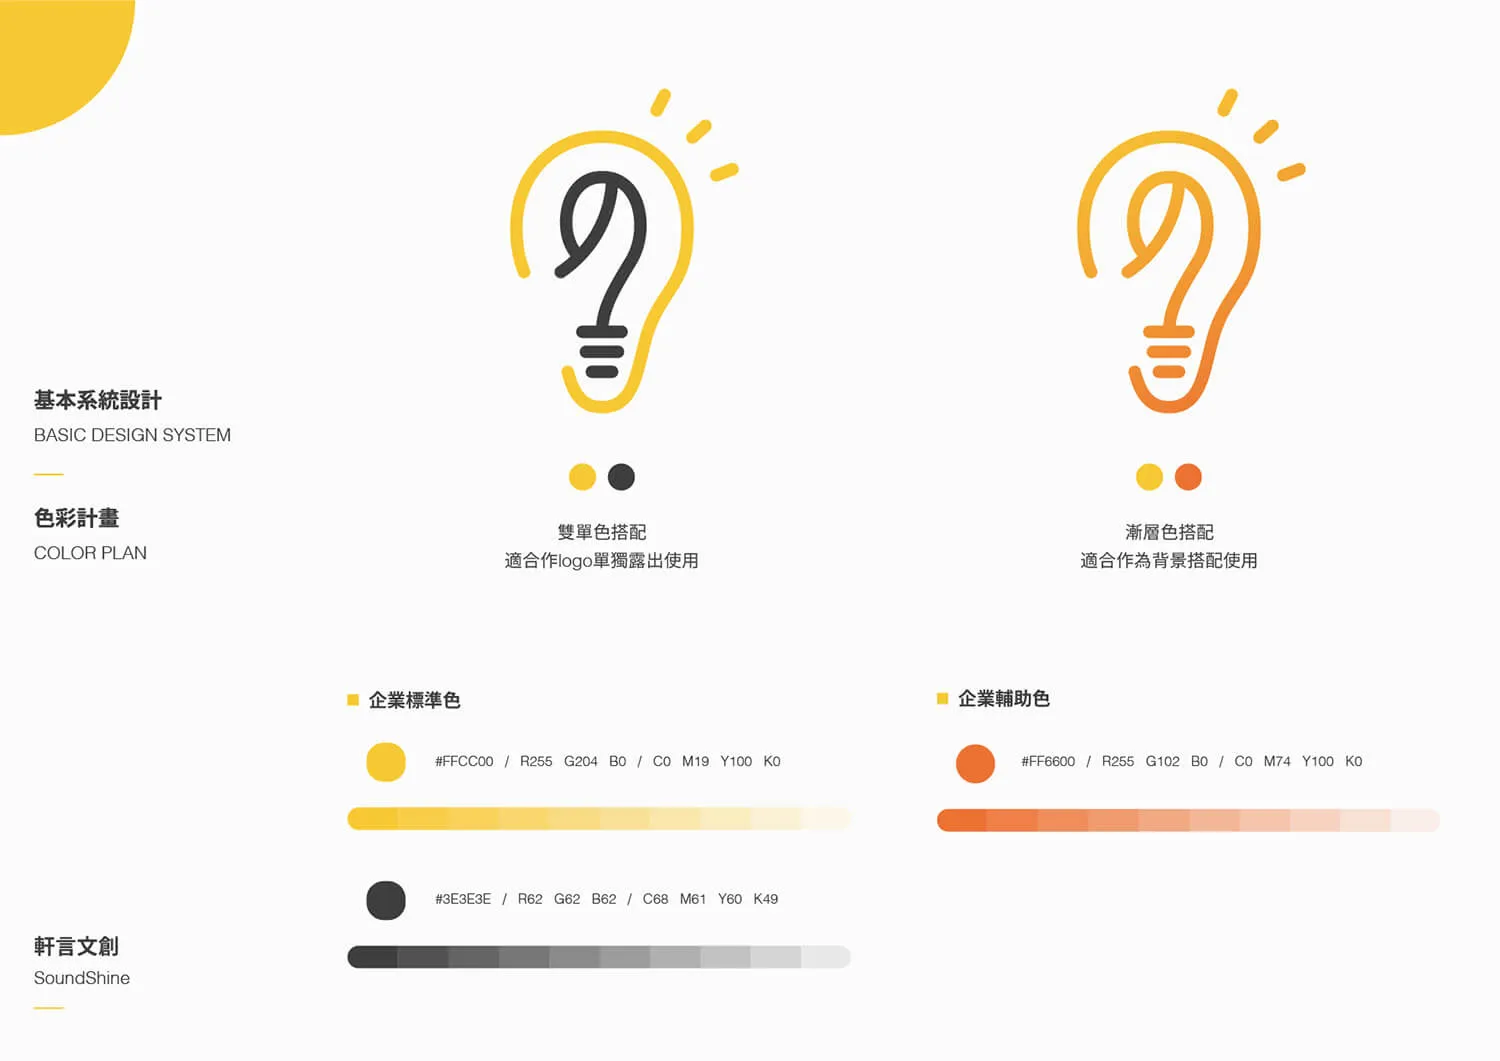 基本系統設計
BASIC DESIGN SYSTEM
色彩計畫
COLOR PLAN
雙單色搭配
適合作logo單獨露出使用
漸層色搭配
適合作為背景搭配使用
企業標準色
#FFCC00 / R255 G204 B0 / C0 M19 Y100 K0
#3E3E3E / R62 G62 B62 / C68 M61 Y60 K49
企業輔助色
#FF6600 / R255 G102 B0 / C0 M74 Y100 K0
軒言文創
SoundShine